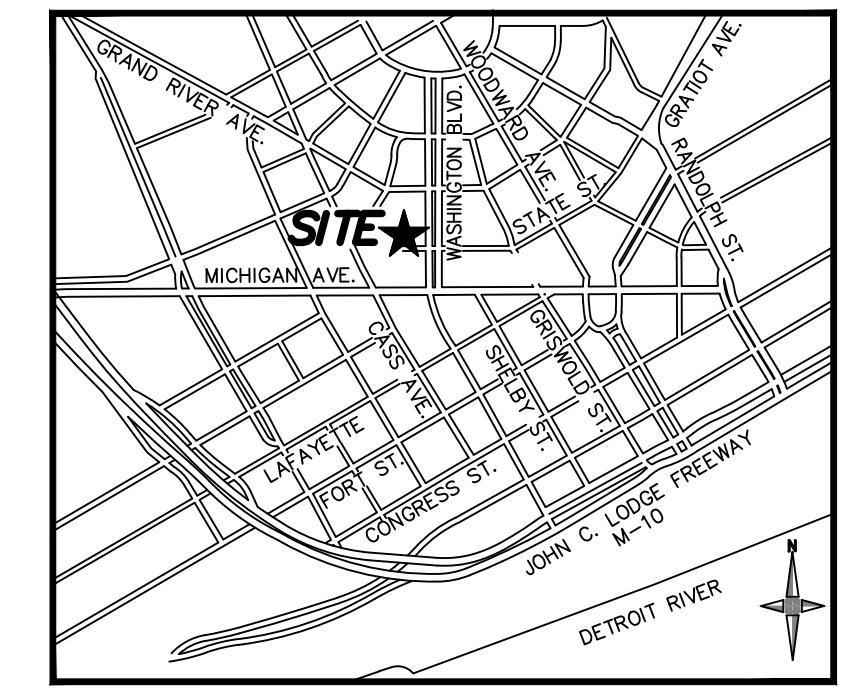 GRAND RIVER AVE.
WOODWARD AVE.
GRATIOT AVE.
WASHINGTON BLVD.
RANDOLPH ST.
STATE ST.
SITE
MICHIGAN AVE.
CASS AVE.
GRISWOLD ST.
SHELBY ST.
LAFAYETTE
FORT ST.
CONGRESS ST.
JOHN C. LODGE FREEWAY
M-10
N
DETROIT RIVER